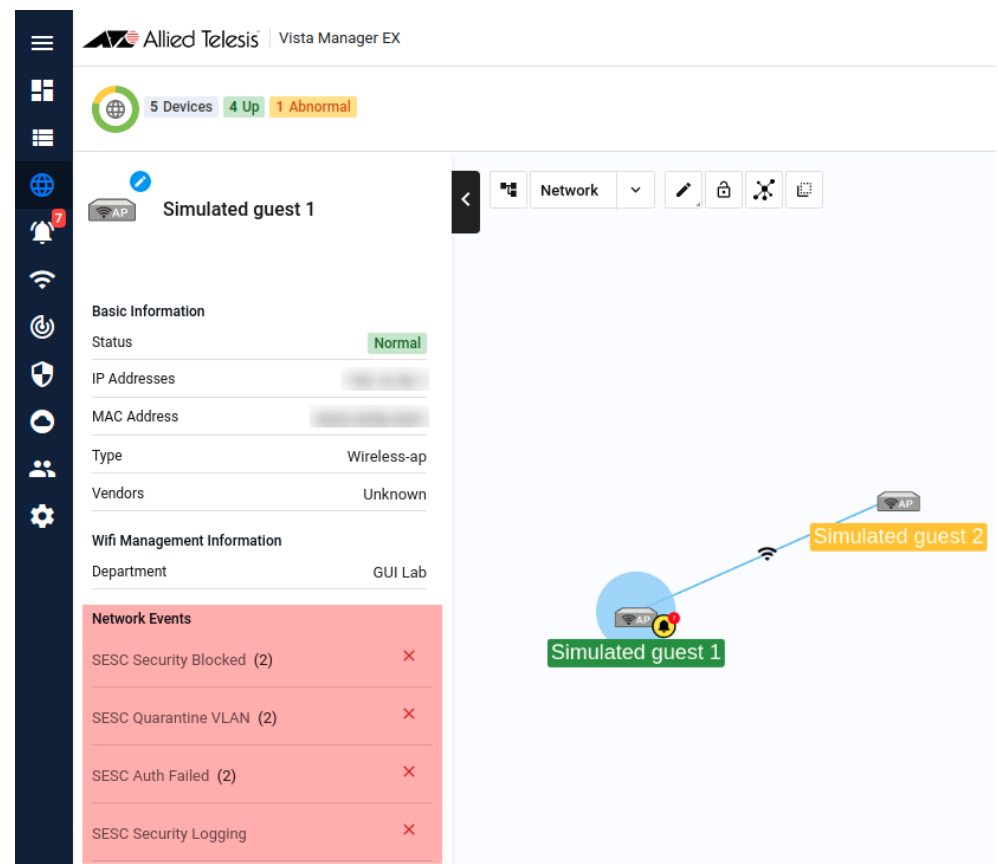 Allied Telesis Vista Manager EX
5 Devices 4 Up 1 Abnormal
7
AP
Simulated guest 1
Network
Basic Information
Status Normal
IP Addresses
MAC Address
Type Wireless-ap
Vendors Unknown
Wifi Management Information
Department GUI Lab
Network Events
SESC Security Blocked (2)
SESC Quarantine VLAN (2)
SESC Auth Failed (2)
SESC Security Logging
AP
Simulated guest 2
AP
7
Simulated guest 1